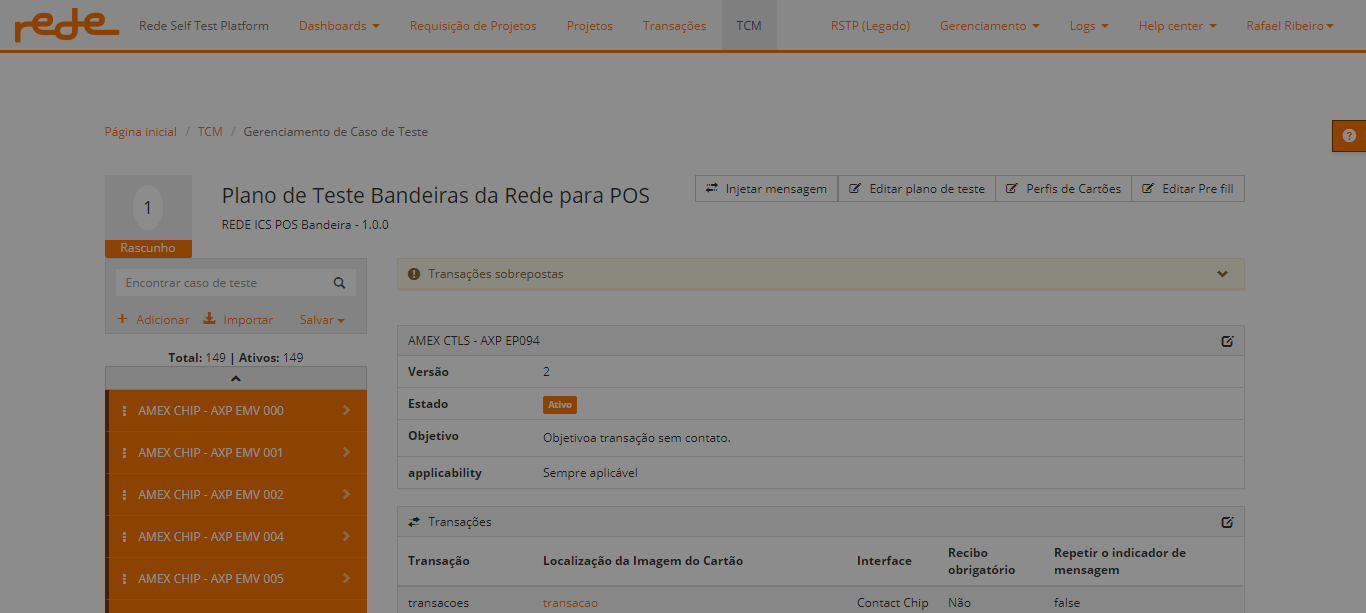 rede Rede Self Test Platform Dashboards Requisição de Projetos Projetos Transações TCM RSTP (Legado) Gerenciamento Logs Help center Rafael Ribeiro
Página inicial / TCM / Gerenciamento de Caso de Teste
1
Rascunho
Plano de Teste Bandeiras da Rede para POS
REDE ICS POS Bandeira - 1.0.0
Injetar mensagem Editar plano de teste Perfis de Cartões Editar Pre fill
Encontrar caso de teste
Adicionar Importar Salvar
Total: 149 | Ativos: 149
AMEX CHIP - AXP EMV 000
AMEX CHIP - AXP EMV 001
AMEX CHIP - AXP EMV 002
AMEX CHIP - AXP EMV 004
AMEX CHIP - AXP EMV 005
Transações sobrepostas
AMEX CTLS - AXP EP094
Versão 2
Estado Ativo
Objetivo Objetivoa transação sem contato.
applicability Sempre aplicável
Transações
Transação Localização da Imagem do Cartão Interface Recibo obrigatório Repetir o indicador de mensagem
transacoes transacao Contact Chip Não false